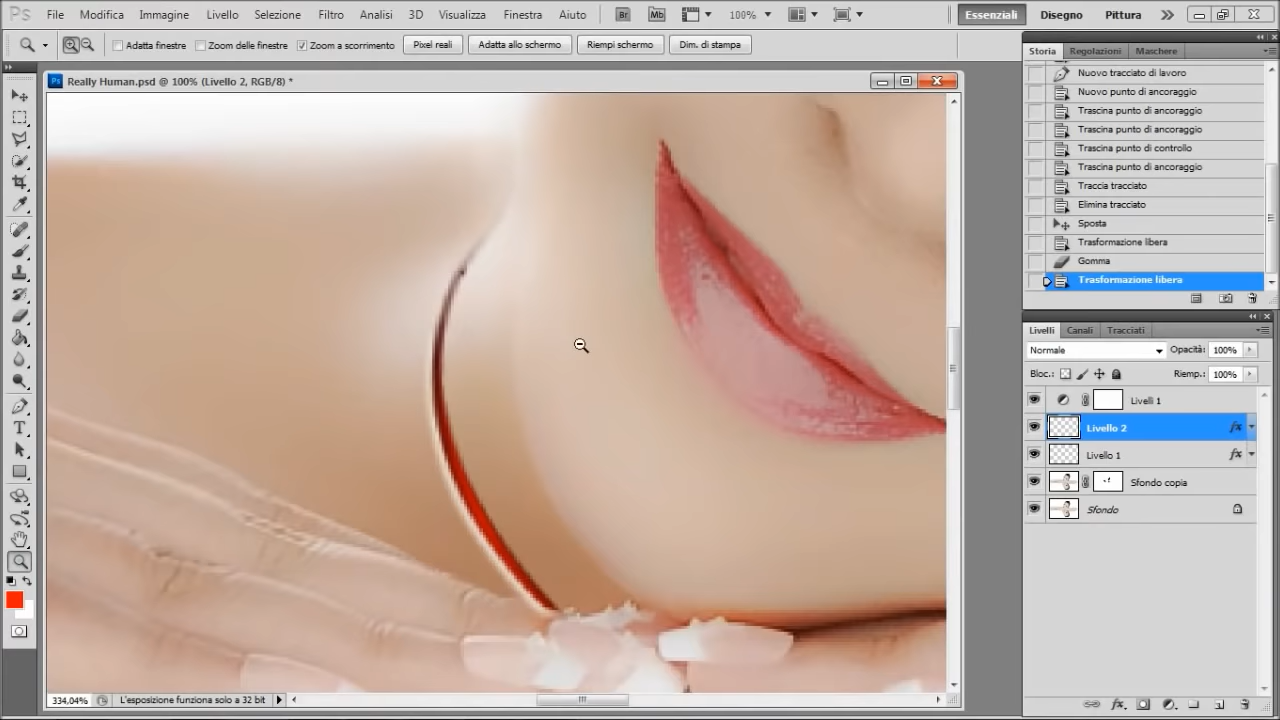 Ps File Modifica Immagine Livello Selezione Filtro Analisi 3D Visualizza Finestra Aiuto Br Mb 100% Essenziali Disegno Pittura
Adatta finestre Zoom delle finestre Zoom a scorrimento Pixel reali Adatta allo schermo Riempi schermo Dim. di stampa
Storia Regolazioni Maschere
Ps Really Human.psd @ 100% (Livello 2, RGB/8) *
Nuovo tracciato di lavoro
Nuovo punto di ancoraggio
Trascina punto di ancoraggio
Trascina punto di ancoraggio
Trascina punto di controllo
Trascina punto di ancoraggio
Traccia tracciato
Elimina tracciato
Sposta
Trasformazione libera
Gomma
Trasformazione libera
Livelli Canali Tracciati
Normale Opacità: 100%
Bloc.: Riemp.: 100%
Livelli 1
Livello 2 fx
Livello 1 fx
Sfondo copia
Sfondo
334,04% L'esposizione funziona solo a 32 bit
fx.